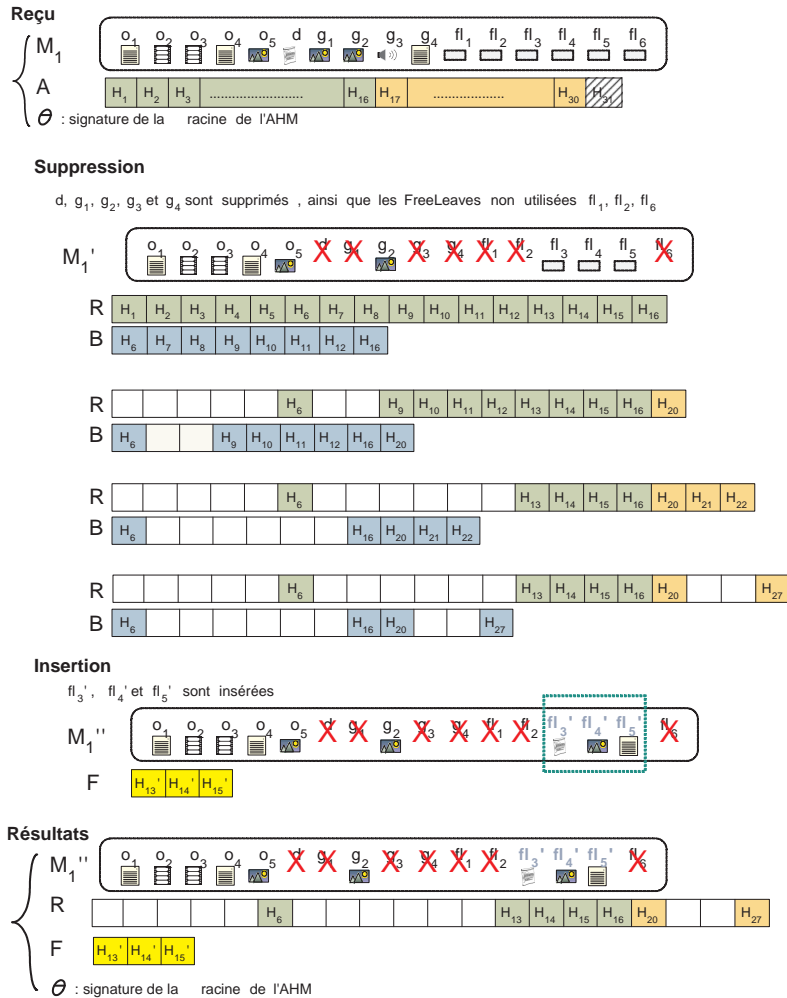 Reçu
M1 o1 o2 o3 o4 o5 d g1 g2 g3 g4 fl1 fl2 fl3 fl4 fl5 fl6
A H1 H2 H3 ........................ H16 H17 .................. H30 H31
θ : signature de la racine de l'AHM
Suppression
d, g1, g2, g3 et g4 sont supprimés , ainsi que les FreeLeaves non utilisées fl1, fl2, fl6
M1' o1 o2 o3 o4 o5 d g1 g2 g3 g4 fl1 fl2 fl3 fl4 fl5 fl6
R H1 H2 H3 H4 H5 H6 H7 H8 H9 H10 H11 H12 H13 H14 H15 H16
B H6 H7 H8 H9 H10 H11 H12 H16
R H6 H9 H10 H11 H12 H13 H14 H15 H16 H20
B H6 H9 H10 H11 H12 H16 H20
R H6 H13 H14 H15 H16 H20 H21 H22
B H6 H16 H20 H21 H22
R H6 H13 H14 H15 H16 H20 H27
B H6 H16 H20 H27
Insertion
fl3', fl4' et fl5' sont insérées
M1'' o1 o2 o3 o4 o5 d g1 g2 g3 g4 fl1 fl2 fl3' fl4' fl5' fl6
F H13' H14' H15'
Résultats
M1'' o1 o2 o3 o4 o5 d g1 g2 g3 g4 fl1 fl2 fl3' fl4' fl5' fl6
R H6 H13 H14 H15 H16 H20 H27
F H13' H14' H15'
θ : signature de la racine de l'AHM